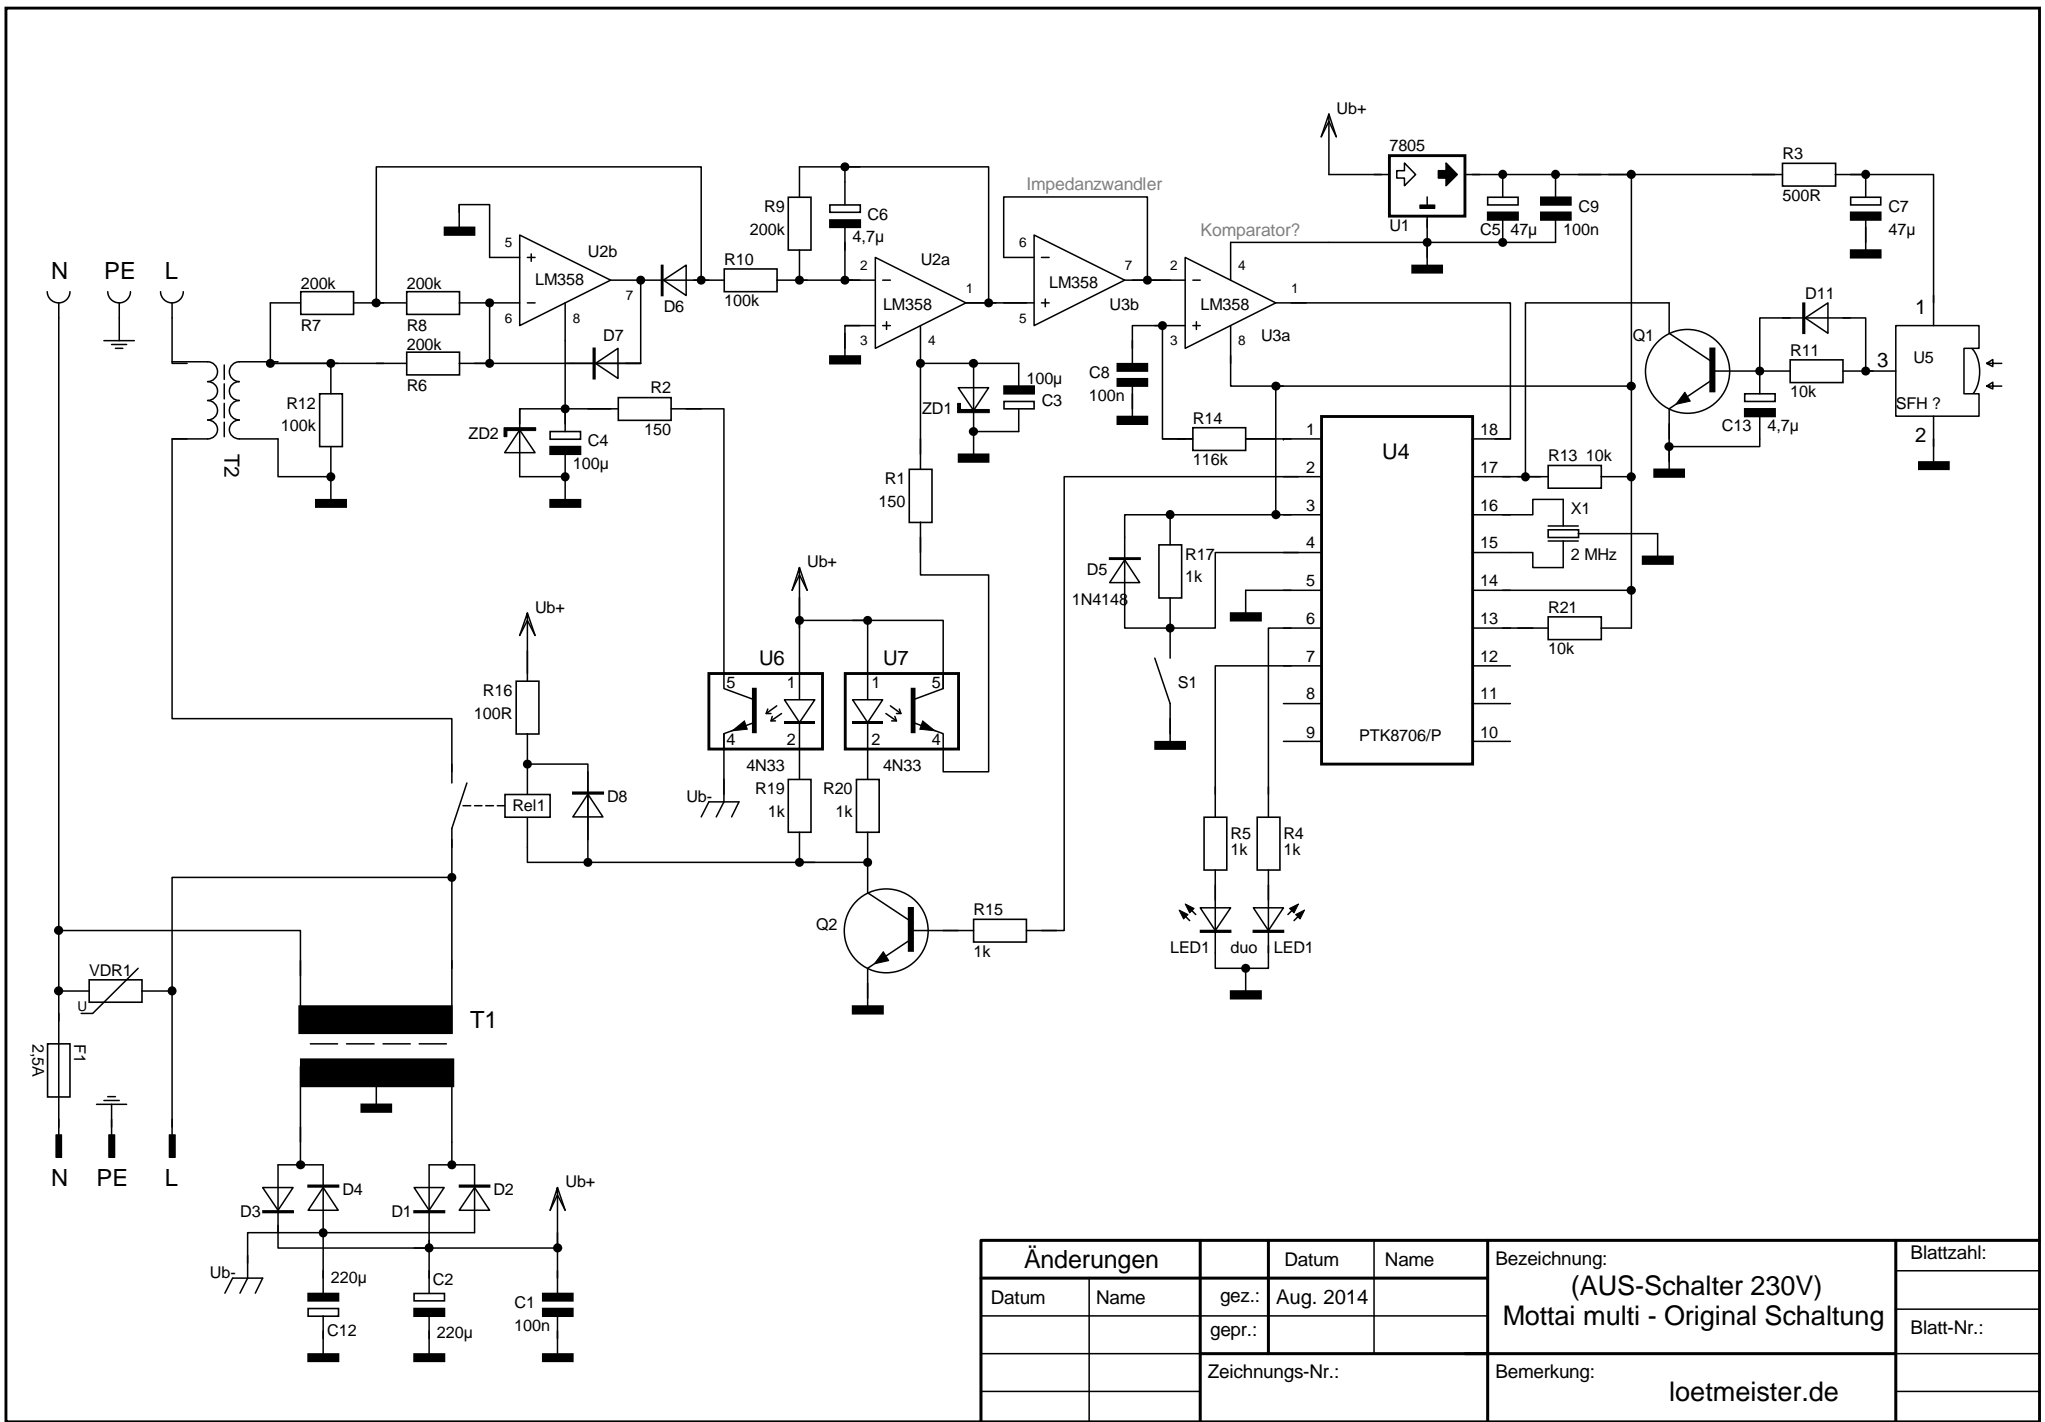 Ub+
7805
R3
500R
U1
C5
47µ
C9
100n
C7
47µ
Impedanzwandler
Komparator?
R9
200k
C6
4,7µ
5
6
7
8
U2b
LM358
D6
R10
100k
2
3
1
4
U2a
LM358
6
5
7
U3b
LM358
2
3
4
1
8
U3a
LM358
N
PE
L
200k
R7
200k
R8
200k
R6
D7
R12
100k
T2
R2
150
ZD2
C4
100µ
ZD1
100µ
C3
R1
150
C8
100n
R14
116k
D11
R11
10k
Q1
C13
4,7µ
1
3
2
U5
SFH ?
U4
PTK8706/P
1
2
3
4
5
6
7
8
9
18
17
16
15
14
13
12
11
10
R13 10k
X1
2 MHz
R21
10k
D5
1N4148
R17
1k
S1
Ub+
Ub+
R16
100R
Rel1
D8
U6
5
1
4
2
4N33
U7
1
5
2
4
4N33
Ub-
R19
1k
R20
1k
Q2
R15
1k
R5
1k
R4
1k
LED1
duo
LED1
VDR1
U
F1
2,5A
T1
N
PE
L
D3
D4
D1
D2
Ub+
Ub-
220µ
C12
C2
220µ
C1
100n
Änderungen
Datum
Name
Datum
Name
gez.:
Aug. 2014
gepr.:
Zeichnungs-Nr.:
Bezeichnung:
(AUS-Schalter 230V)
Mottai multi - Original Schaltung
Bemerkung:
loetmeister.de
Blattzahl:
Blatt-Nr.: